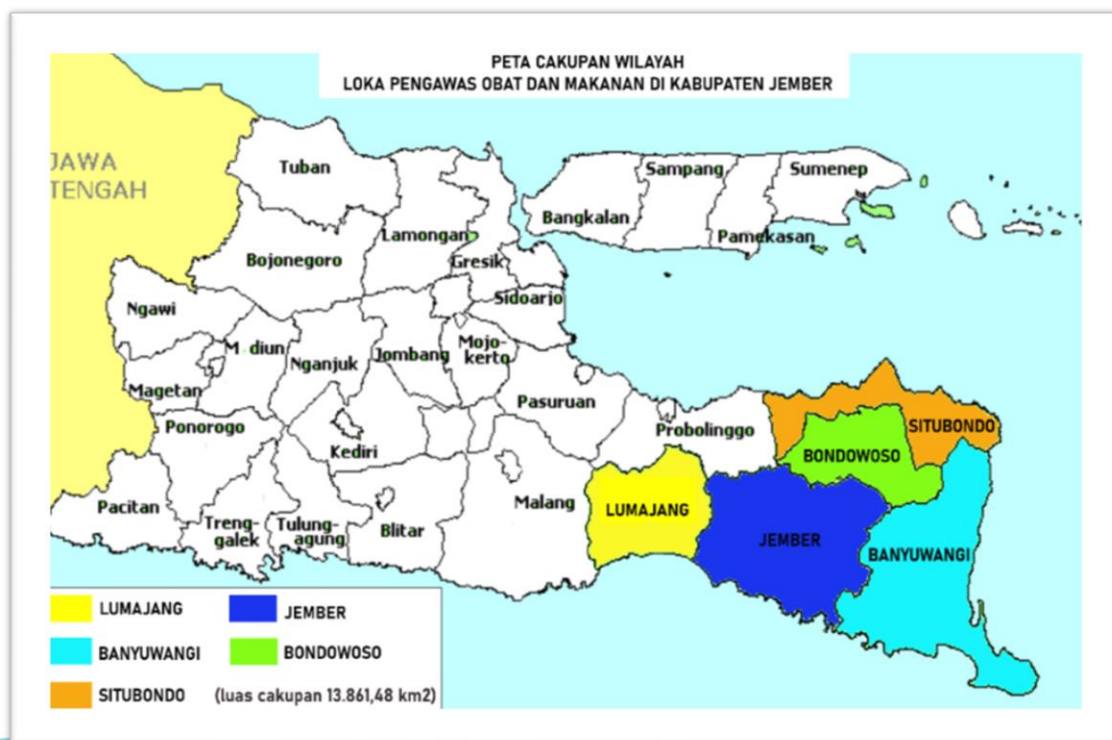 PETA CAKUPAN WILAYAH
LOKA PENGAWAS OBAT DAN MAKANAN DI KABUPATEN JEMBER
JAWA
TENGAH
Tuban
Sampang
Sumenep
Bangkalan
Lamongan
Pamekasan
Bojonegoro
Gresik
Sidoarjo
Ngawi
M diun
Nganjuk
Jombang
Mojo-
kerto
Magetan
Pasuruan
Ponorogo
Probolinggo
SITUBONDO
Kediri
BONDOWOSO
Pacitan
Malang
LUMAJANG
Treng-
galek
Tulung-
agung
Blitar
JEMBER
BANYUWANGI
LUMAJANG
JEMBER
BANYUWANGI
BONDOWOSO
SITUBONDO
(luas cakupan 13.861,48 km2)